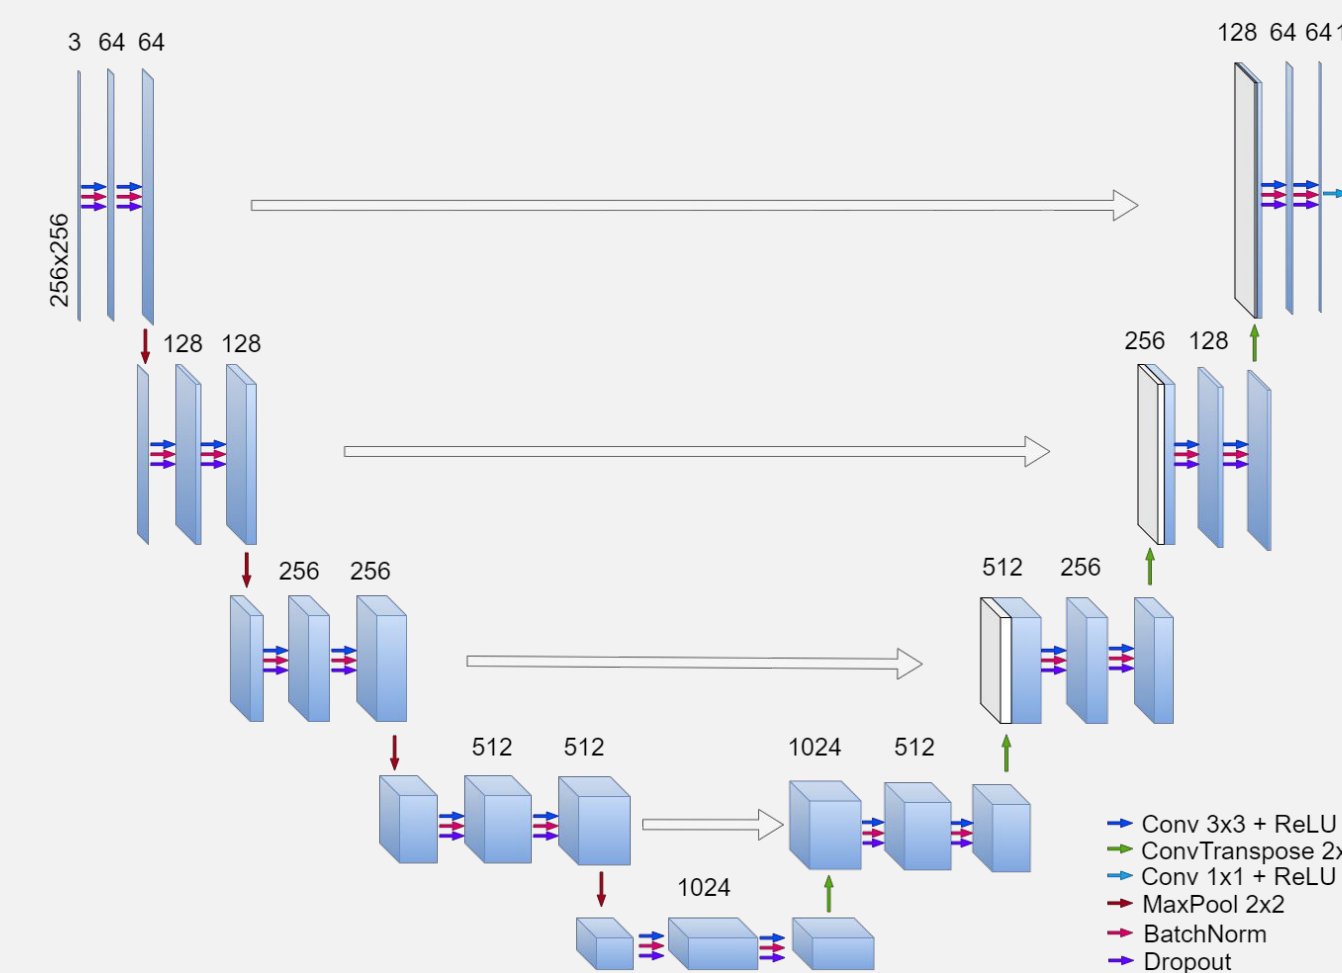 3 64 64
128 64 64 1
256x256
128 128
256 128
256 256
512 256
512 512
1024 512
1024
Conv 3x3 + ReLU
ConvTranspose 2x
Conv 1x1 + ReLU
MaxPool 2x2
BatchNorm
Dropout